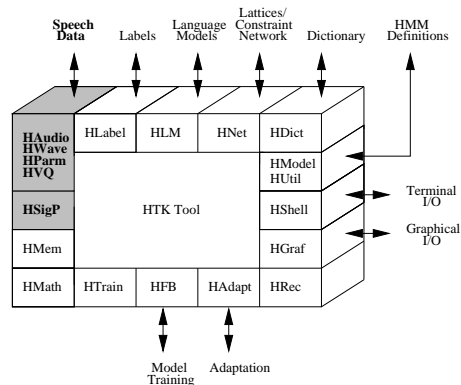 Speech
Data
Labels
Language
Models
Lattices/
Constraint
Network
Dictionary
HMM
Definitions
HAudio
HWave
HParm
HVQ
HLabel
HLM
HNet
HDict
HModel
HUtil
HSigP
HTK Tool
HShell
Terminal
I/O
Graphical
I/O
HMem
HGraf
HMath
HTrain
HFB
HAdapt
HRec
Model
Training
Adaptation